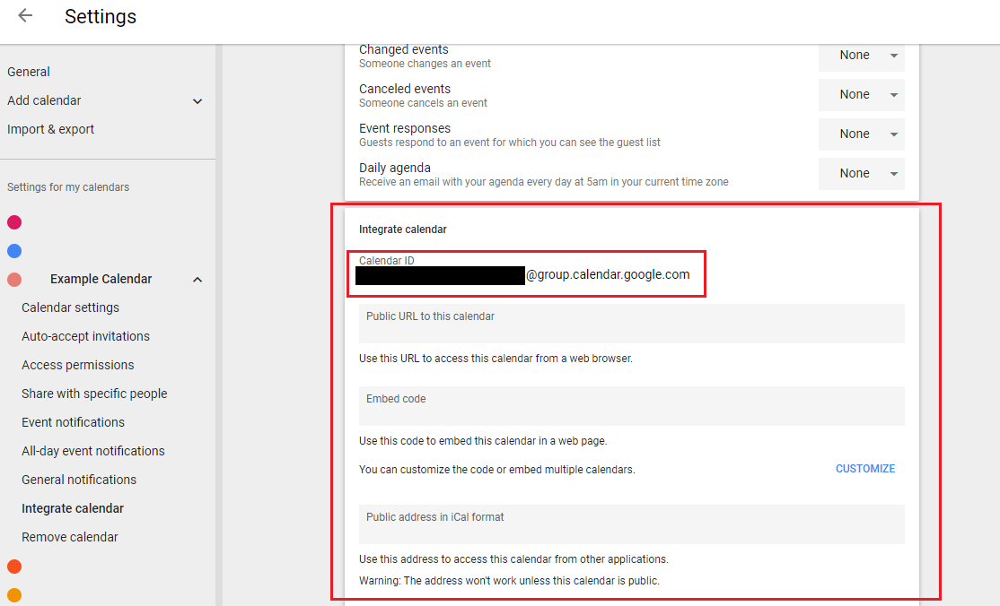 Settings
General
Add calendar
Import & export
Settings for my calendars
Example Calendar
Calendar settings
Auto-accept invitations
Access permissions
Share with specific people
Event notifications
All-day event notifications
General notifications
Integrate calendar
Remove calendar
Changed events
None
Someone changes an event
Canceled events
None
Someone cancels an event
Event responses
None
Guests respond to an event for which you can see the guest list
Daily agenda
None
Receive an email with your agenda every day at 5am in your current time zone
Integrate calendar
Calendar ID
@group.calendar.google.com
Public URL to this calendar
Use this URL to access this calendar from a web browser.
Embed code
Use this code to embed this calendar in a web page.
You can customize the code or embed multiple calendars.
CUSTOMIZE
Public address in iCal format
Use this address to access this calendar from other applications.
Warning: The address won't work unless this calendar is public.